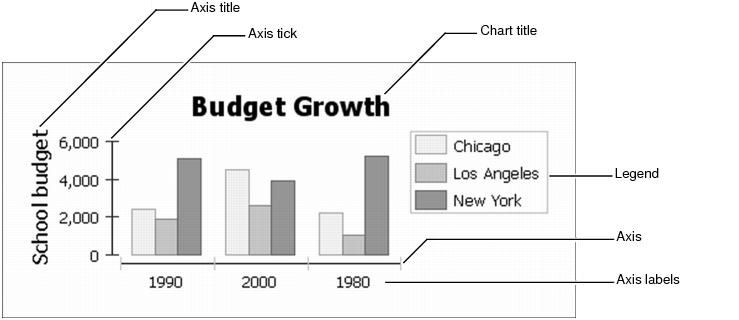 Axis title
Axis tick
Chart title
Budget Growth
School budget
6,000
4,000
2,000
0
Chicago
Los Angeles
New York
Legend
Axis
1990 2000 1980
Axis labels